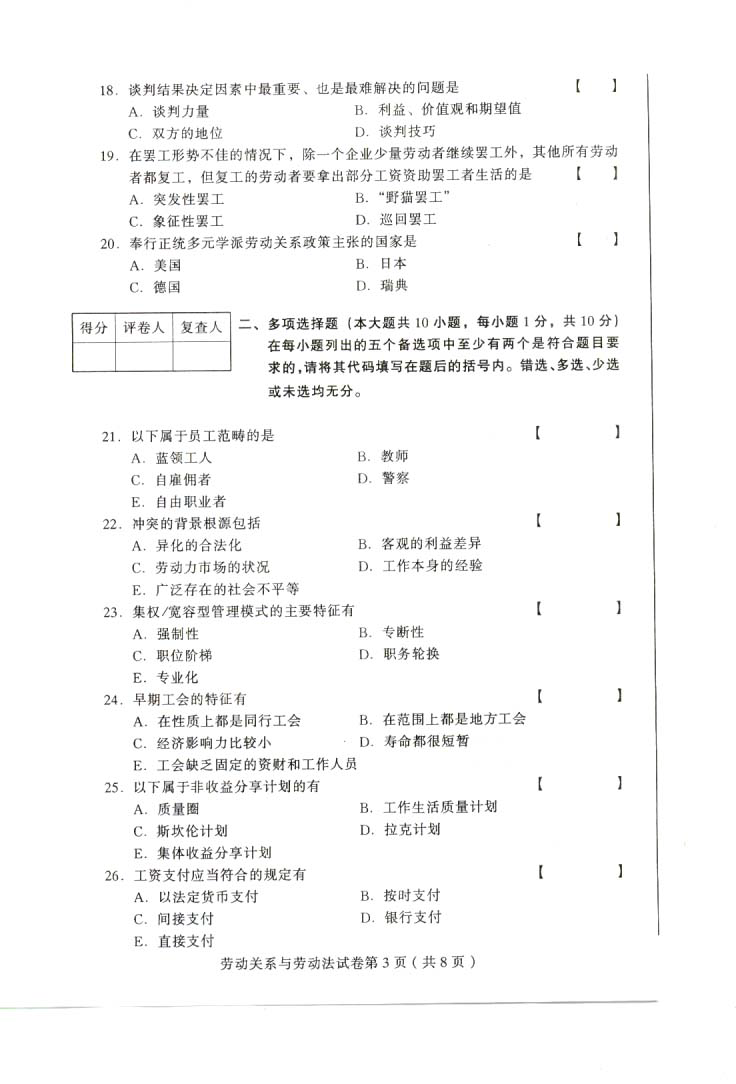 18．谈判结果决定因素中最重要、也是最难解决的问题是 【 】
A．谈判力量 B．利益、价值观和期望值
C．双方的地位 D．谈判技巧
19．在罢工形势不佳的情况下，除一个企业少量劳动者继续罢工外，其他所有劳动
者都复工，但复工的劳动者要拿出部分工资资助罢工者生活的是 【 】
A．突发性罢工 B．“野猫罢工”
C．象征性罢工 D．巡回罢工
20．奉行正统多元学派劳动关系政策主张的国家是 【 】
A．美国 B．日本
C．德国 D．瑞典
得分 评卷人 复查人
二、多项选择题（本大题共 10 小题，每小题 1 分，共 10 分）
在每小题列出的五个备选项中至少有两个是符合题目要
求的,请将其代码填写在题后的括号内。错选、多选、少选
或未选均无分。
21．以下属于员工范畴的是 【 】
A．蓝领工人 B．教师
C．自雇佣者 D．警察
E．自由职业者
22．冲突的背景根源包括 【 】
A．异化的合法化 B．客观的利益差异
C．劳动力市场的状况 D．工作本身的经验
E．广泛存在的社会不平等
23．集权/宽容型管理模式的主要特征有 【 】
A．强制性 B．专断性
C．职位阶梯 D．职务轮换
E．专业化
24．早期工会的特征有 【 】
A．在性质上都是同行工会 B．在范围上都是地方工会
C．经济影响力比较小 D．寿命都很短暂
E．工会缺乏固定的资财和工作人员
25．以下属于非收益分享计划的有 【 】
A．质量圈 B．工作生活质量计划
C．斯坎伦计划 D．拉克计划
E．集体收益分享计划
26．工资支付应当符合的规定有 【 】
A．以法定货币支付 B．按时支付
C．间接支付 D．银行支付
E．直接支付
劳动关系与劳动法试卷第 3 页（共 8 页）